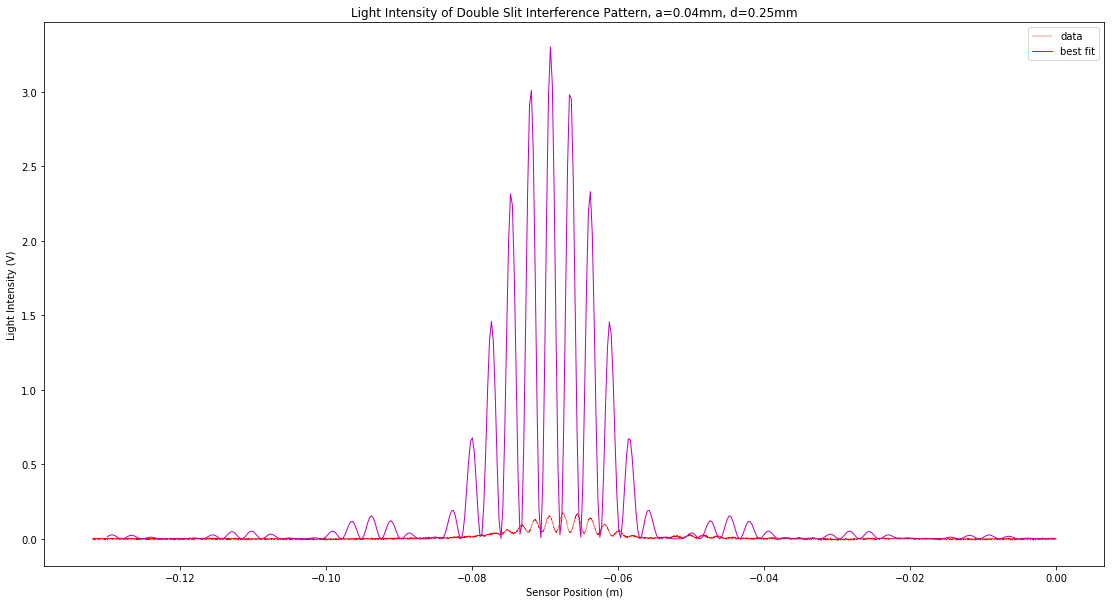 Light Intensity of Double Slit Interference Pattern, a=0.04mm, d=0.25mm
data
best fit
Light Intensity (V)
3.0
2.5
2.0
1.5
1.0
0.5
0.0
−0.12
−0.10
−0.08
−0.06
−0.04
−0.02
0.00
Sensor Position (m)